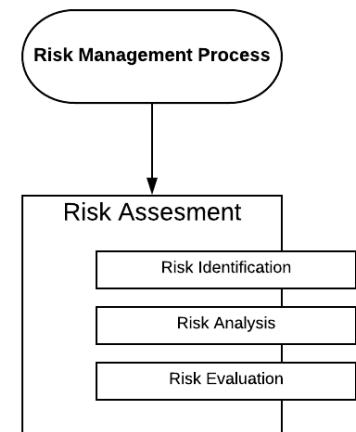 Risk Management Process
Risk Assesment
Risk Identification
Risk Analysis
Risk Evaluation